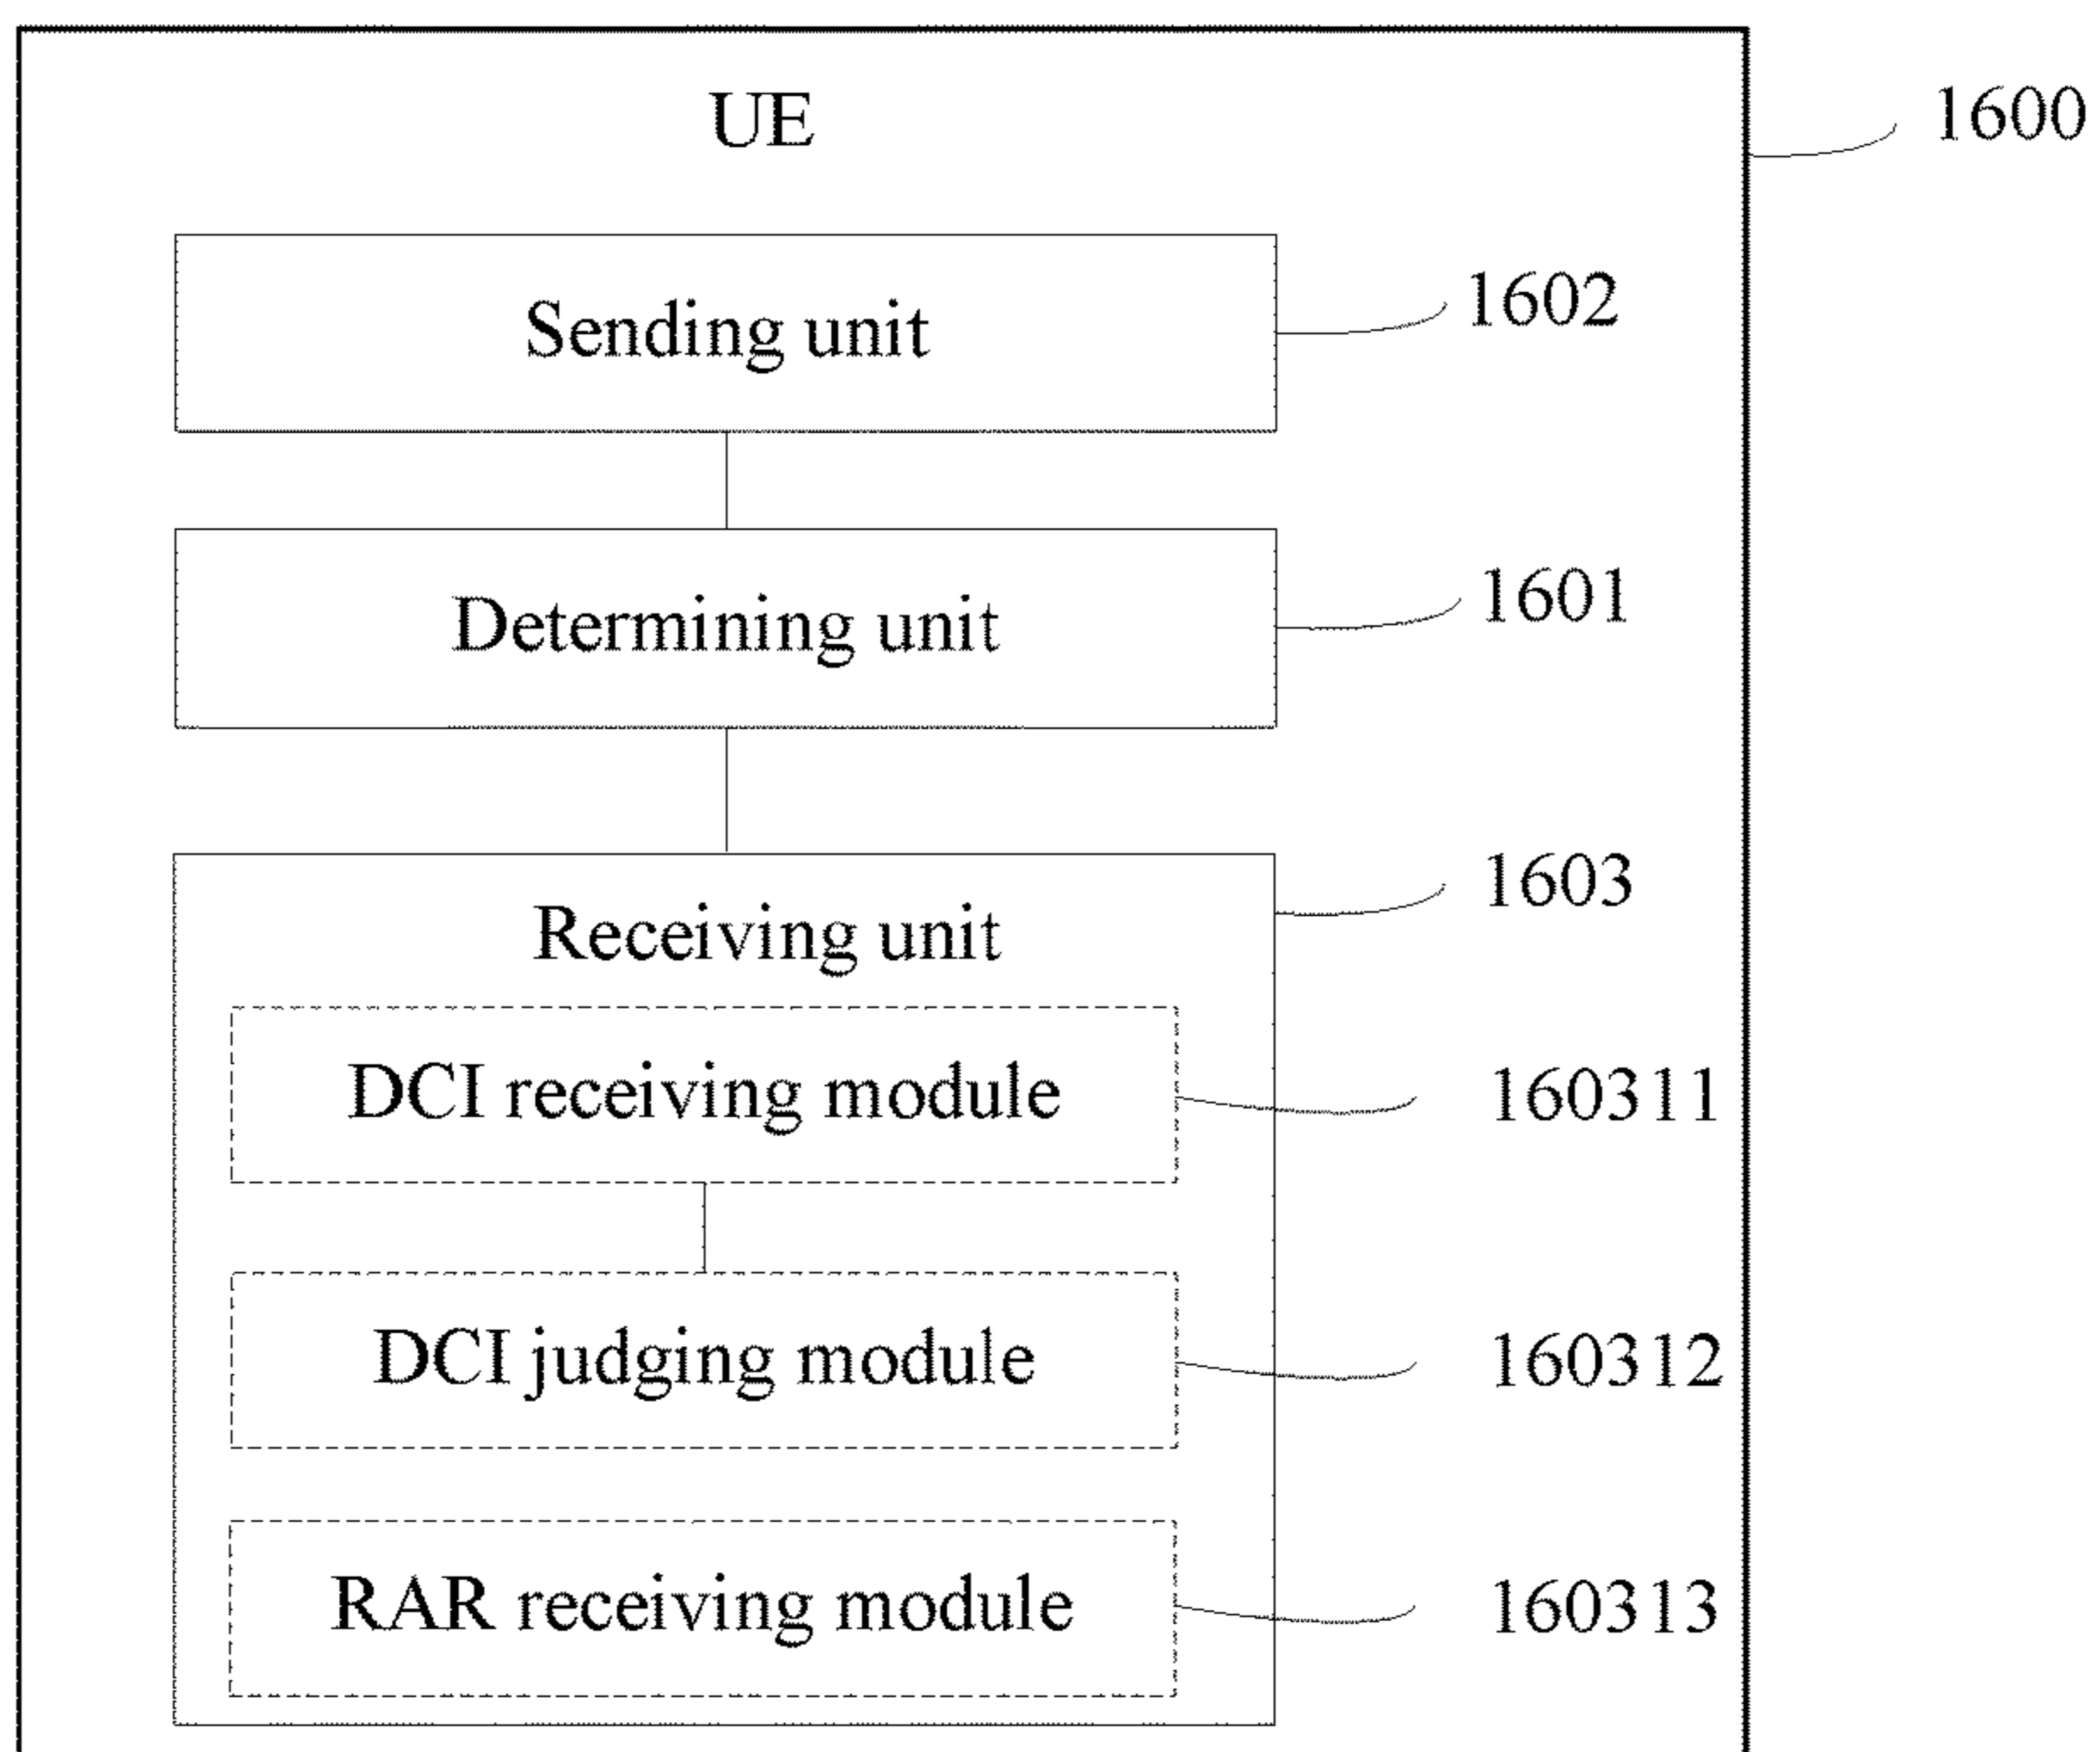 UE
1600
Sending unit
1602
Determining unit
1601
Receiving unit
1603
DCI receiving module
160311
DCI judging module
160312
RAR receiving module
160313